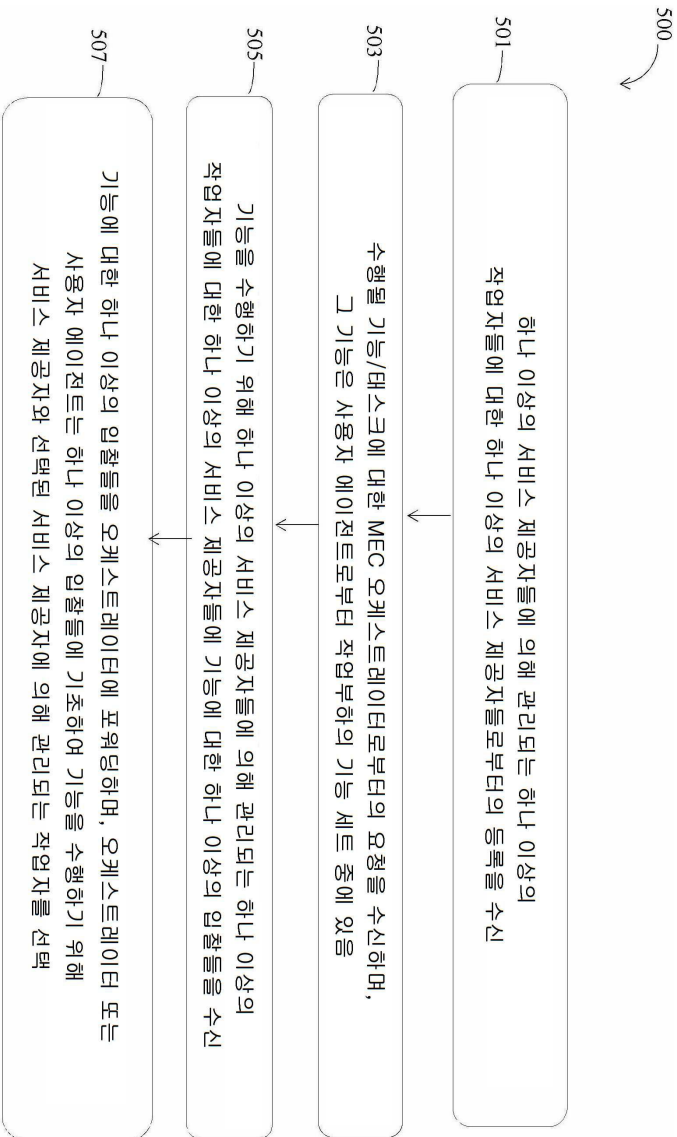 500
501
하나 이상의 서비스 제공자들에 의해 관리되는 하나 이상의
작업자들에 대한 하나 이상의 서비스 제공자들로부터의 등록을 수신
503
수행될 기능/태스크에 대한 MEC 오케스트레이터로부터의 요청을 수신하며,
그 기능은 사용자 에이전트로부터 작업부하의 기능 세트 중에 있음
505
기능을 수행하기 위해 하나 이상의 서비스 제공자들에 의해 관리되는 하나 이상의
작업자들에 대한 하나 이상의 서비스 제공자들에 기능에 대한 하나 이상의 입찰들을 수신
507
기능에 대한 하나 이상의 입찰들을 오케스트레이터에 포워딩하며, 오케스트레이터 또는
사용자 에이전트는 하나 이상의 입찰들에 기초하여 기능을 수행하기 위해
서비스 제공자와 선택된 서비스 제공자에 의해 관리되는 작업자를 선택